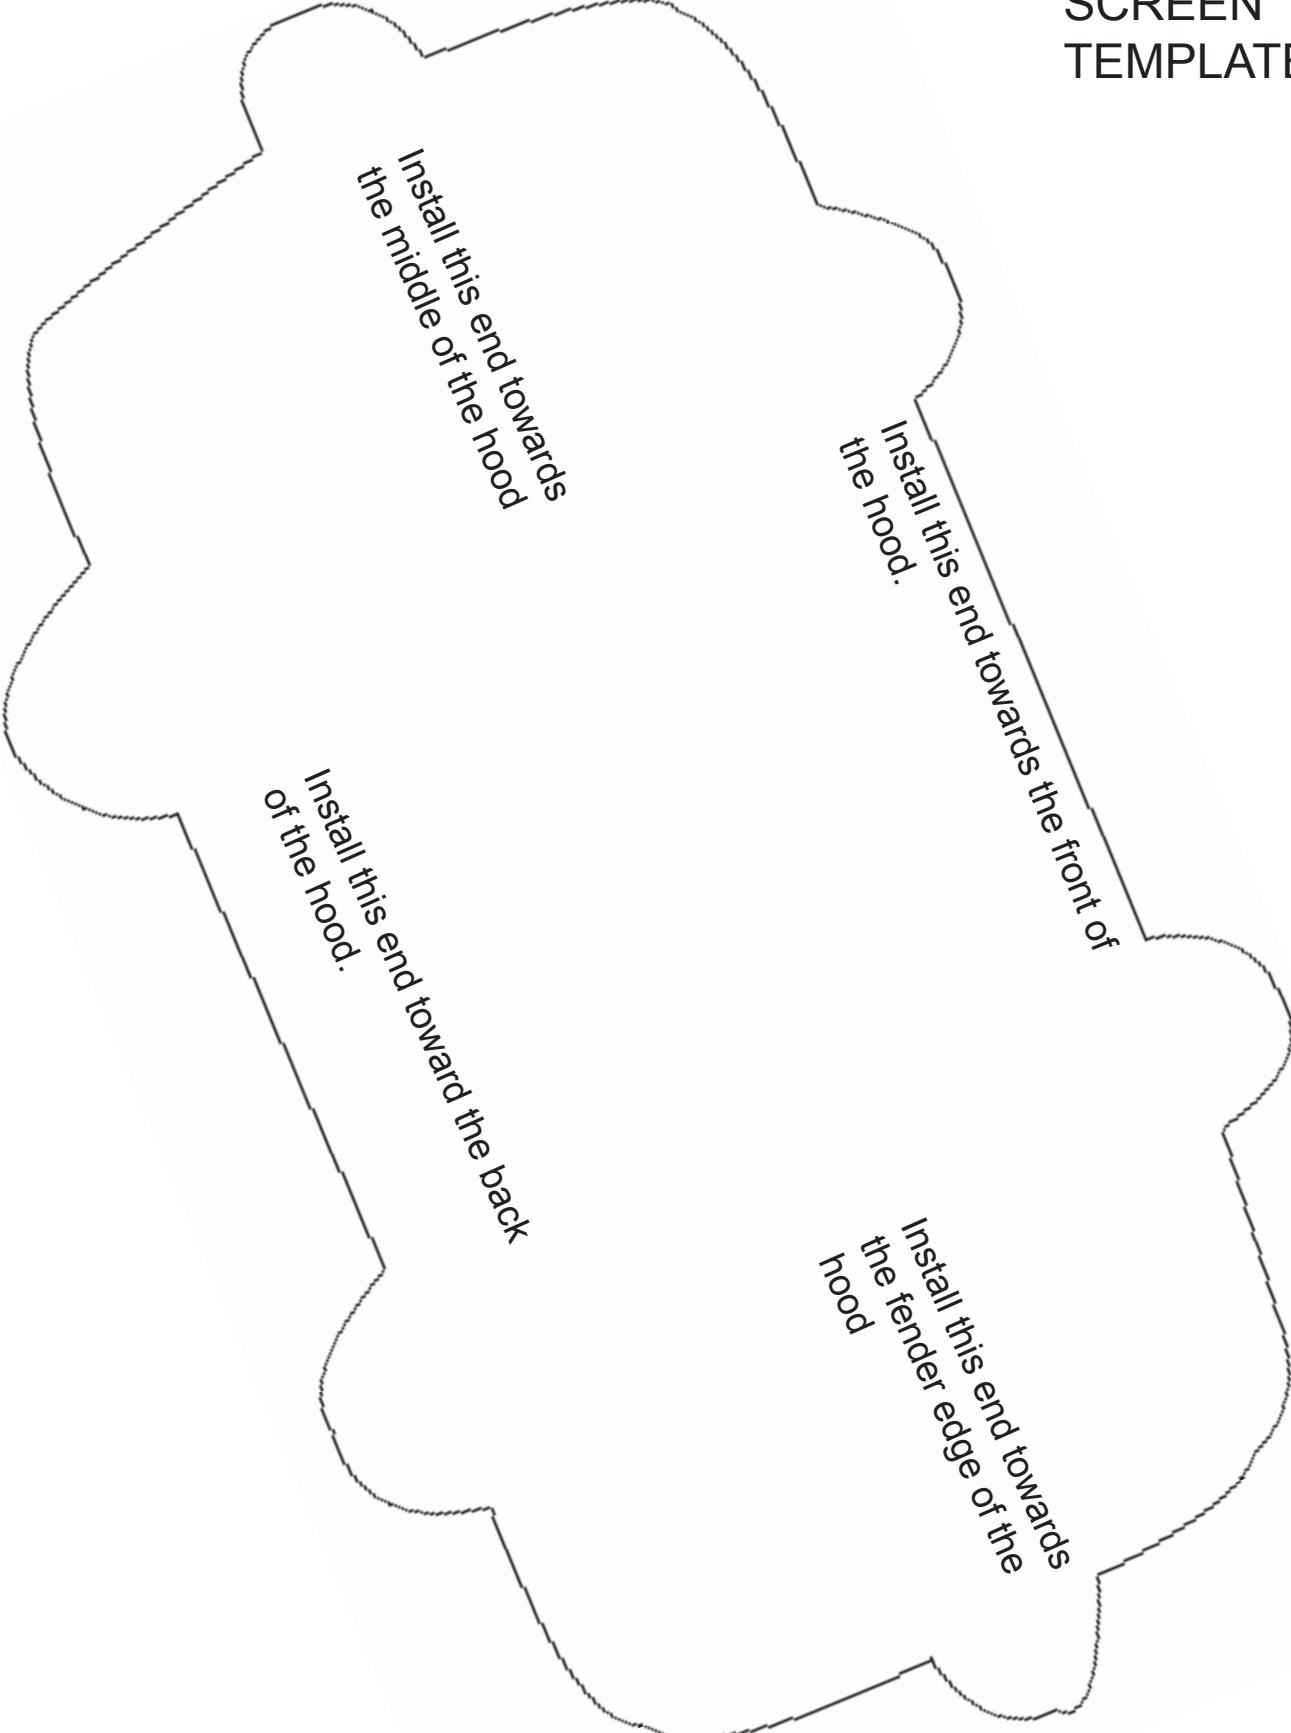 SCREEN
TEMPLATE
Install this end towards
the middle of the hood
Install this end towards the front of
the hood.
Install this end toward the back
of the hood.
Install this end towards
the fender edge of the
hood